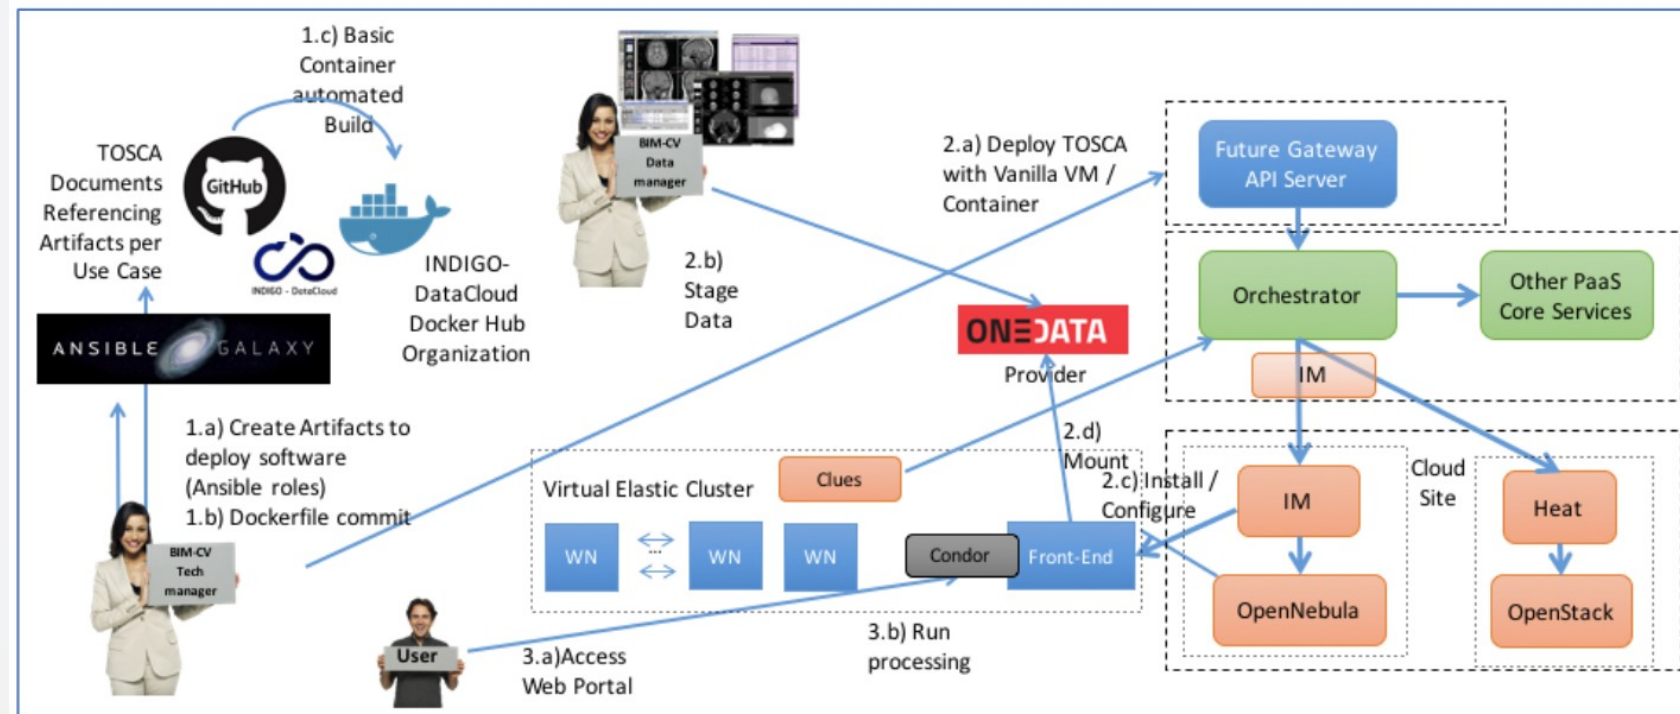 1.c) Basic
Container
automated
Build
TOSCA
Documents
Referencing
Artifacts per
Use Case
GitHub
INDIGO - DataCloud
INDIGO-
DataCloud
Docker Hub
Organization
ANSIBLE GALAXY
1.a) Create Artifacts to
deploy software
(Ansible roles)
1.b) Dockerfile commit
BIM-CV
Tech
manager
BIM-CV
Data
manager
2.b)
Stage
Data
2.a) Deploy TOSCA
with Vanilla VM /
Container
ONEDATA
Provider
Future Gateway
API Server
Orchestrator
Other PaaS
Core Services
IM
2.d)
Mount
2.c) Install /
Configure
Virtual Elastic Cluster
Clues
WN
...
WN
WN
Condor
Front-End
IM
Cloud
Site
Heat
OpenNebula
OpenStack
User
3.a)Access
Web Portal
3.b) Run
processing